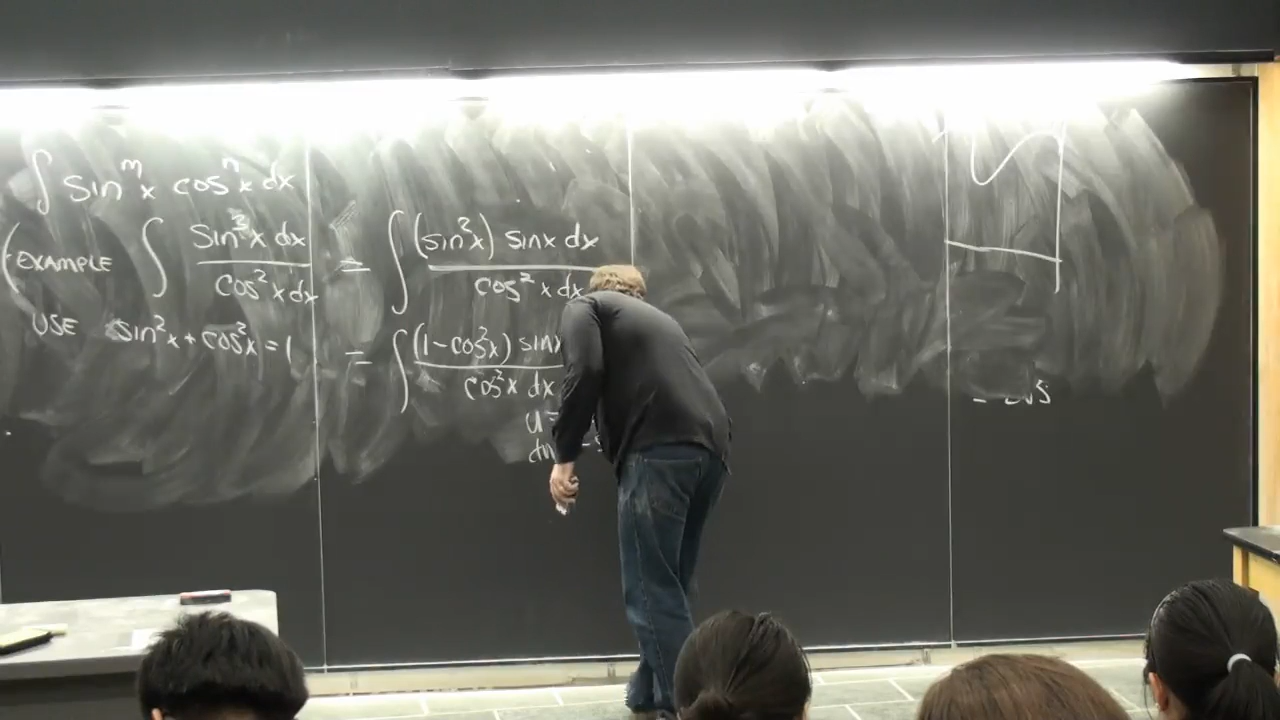 ∫ sin^m x cos^n x dx
(EXAMPLE ∫ sin³x dx / cos²x dx
USE sin²x + cos²x = 1
= ∫ (sin²x) sinx dx / cos²x dx
= ∫ (1-cos²x) sinx / cos²x dx
u =
du -